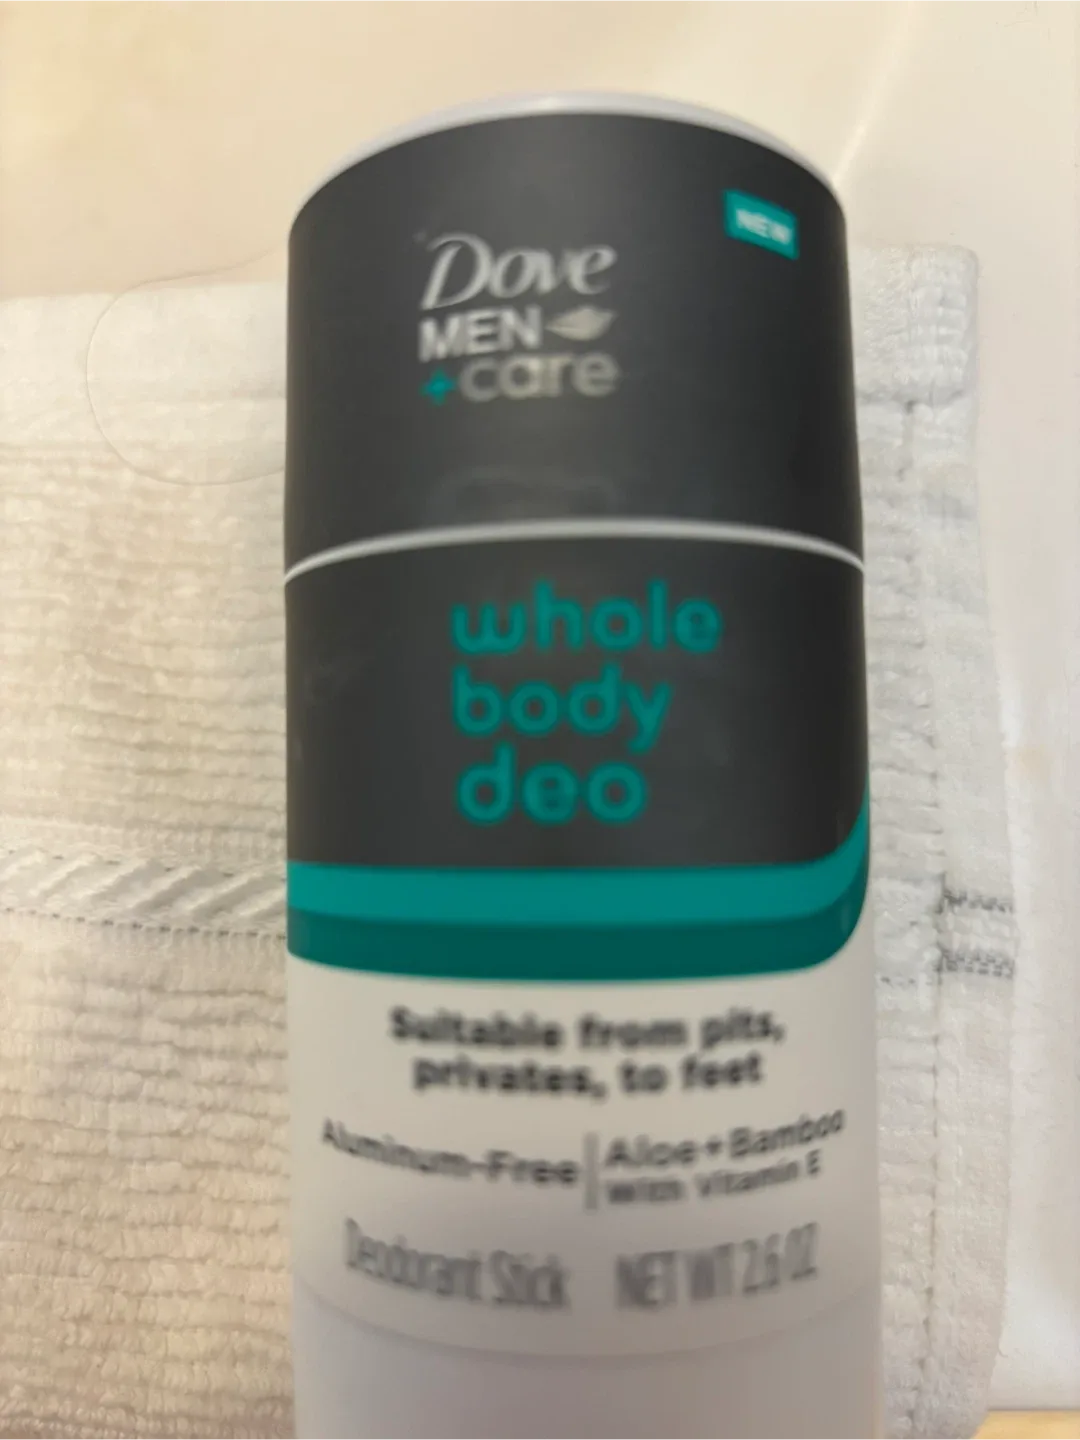 NEW
Dove
MEN
+care
whole
body
deo
Suitable from pits,
privates, to feet
Aluminum-Free
Aloe + Bamboo
With Vitamin E
Deodorant Stick NET WT 2.6 OZ